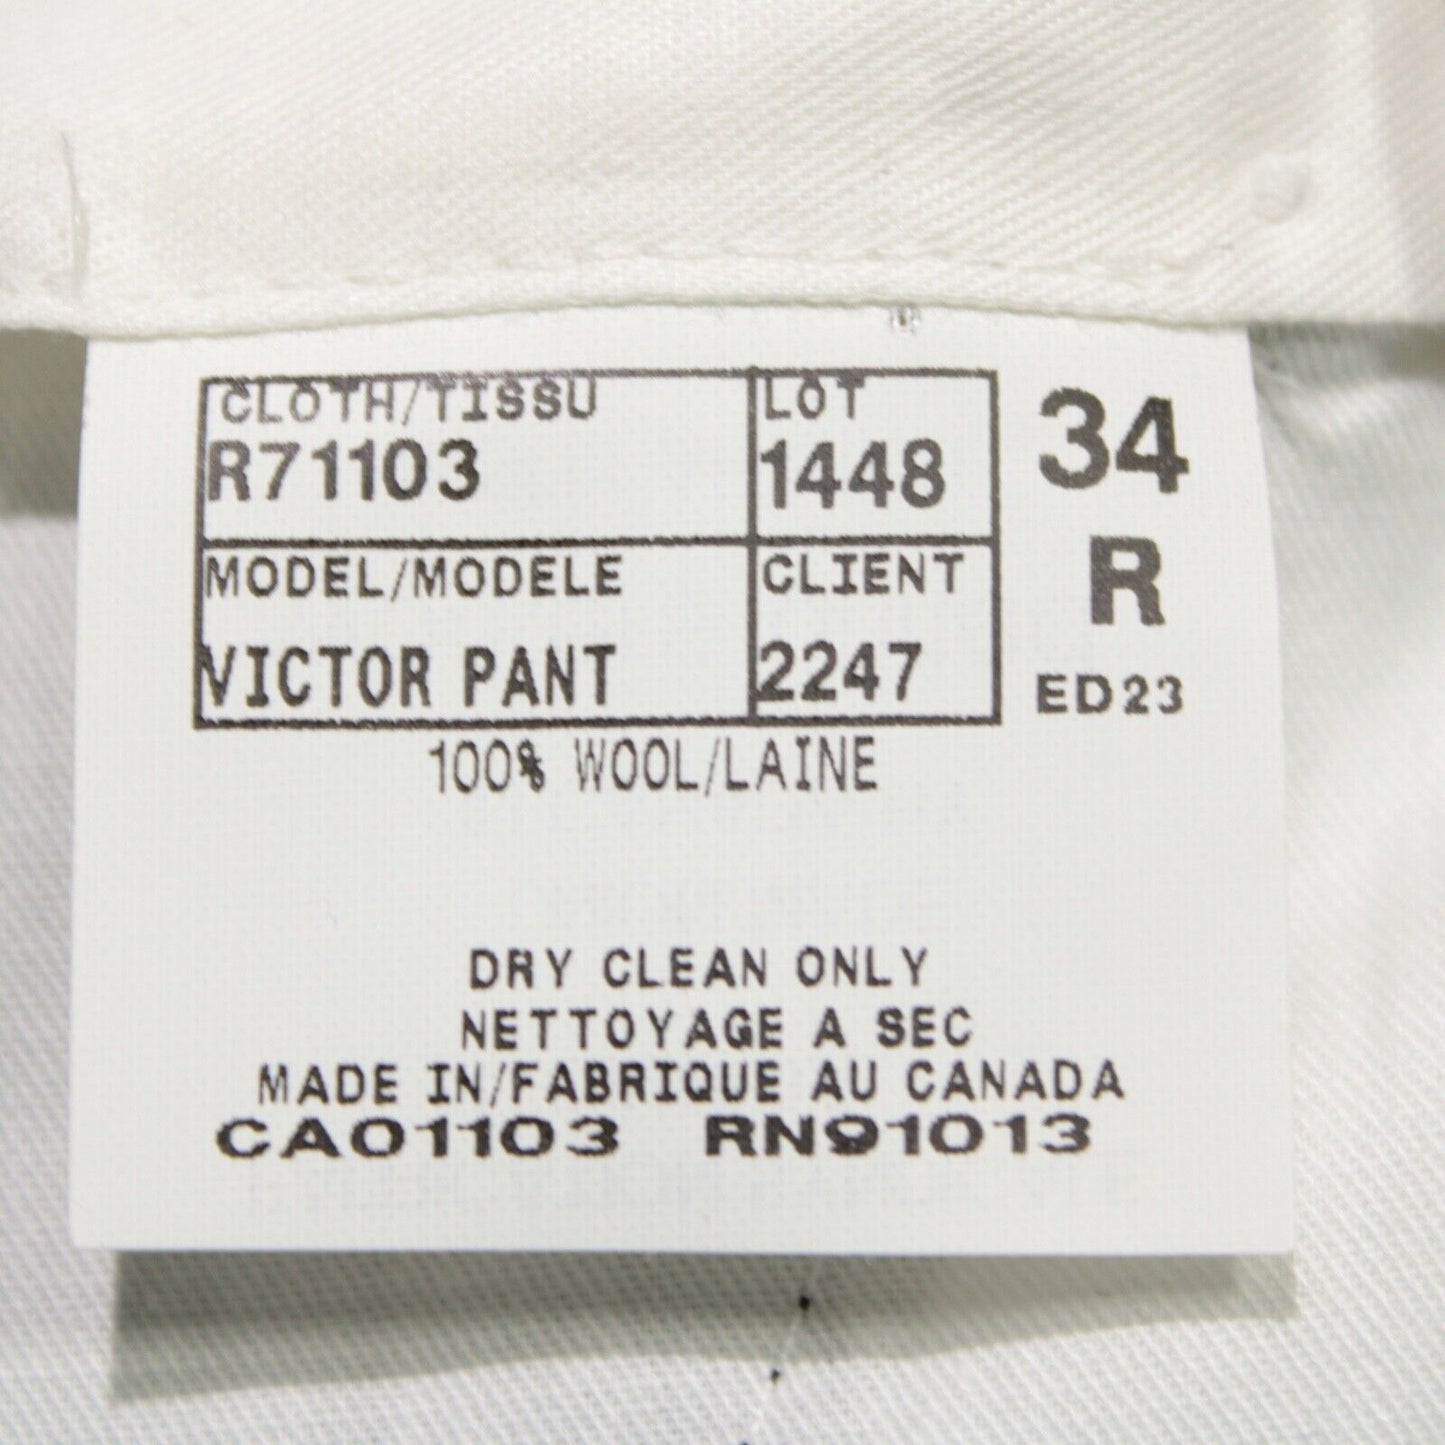 CLOTH/TISSU LOT 34
R71103 1448
MODEL/MODELE CLIENT R
VICTOR PANT 2247 ED23
100% WOOL/LAINE
DRY CLEAN ONLY
NETTOYAGE A SEC
MADE IN/FABRIQUE AU CANADA
CA01103 RN91013